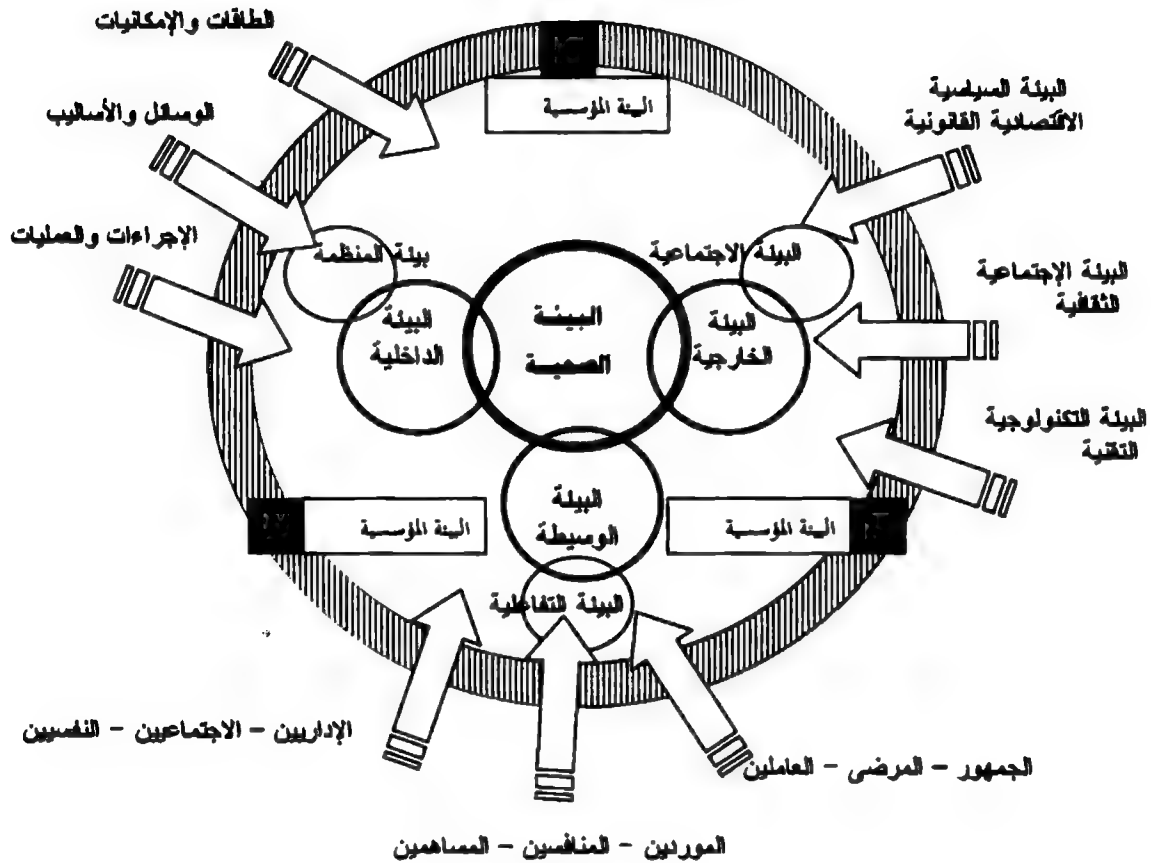 الطاقات والإمكانيات
البيئة المؤسسية
البيئة السياسية
الاقتصادية القانونية
الوسائل والأساليب
الإجراءات والعمليات
بيئة المنظمة
البيئة الاجتماعية
البيئة الإجتماعية
الثقافية
البيئة
الداخلية
البيئة
الصحية
البيئة
الخارجية
البيئة التكنولوجية
التقنية
البيئة المؤسسية
البيئة
الوسيطة
البيئة المؤسسية
البيئة التفاعلية
الإداريين – الاجتماعيين – النفسيين
الجمهور – المرضى – العاملين
الموردين – المنافسين – المساهمين